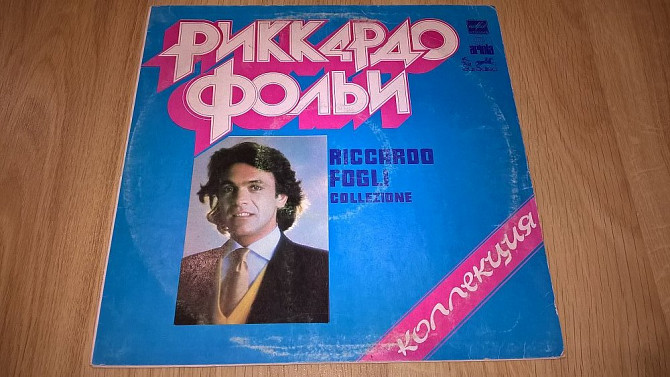 РИККАРДО
ФОЛЬИ
RICCARDO
FOGLI
COLLEZIONE
КОЛЛЕКЦИЯ